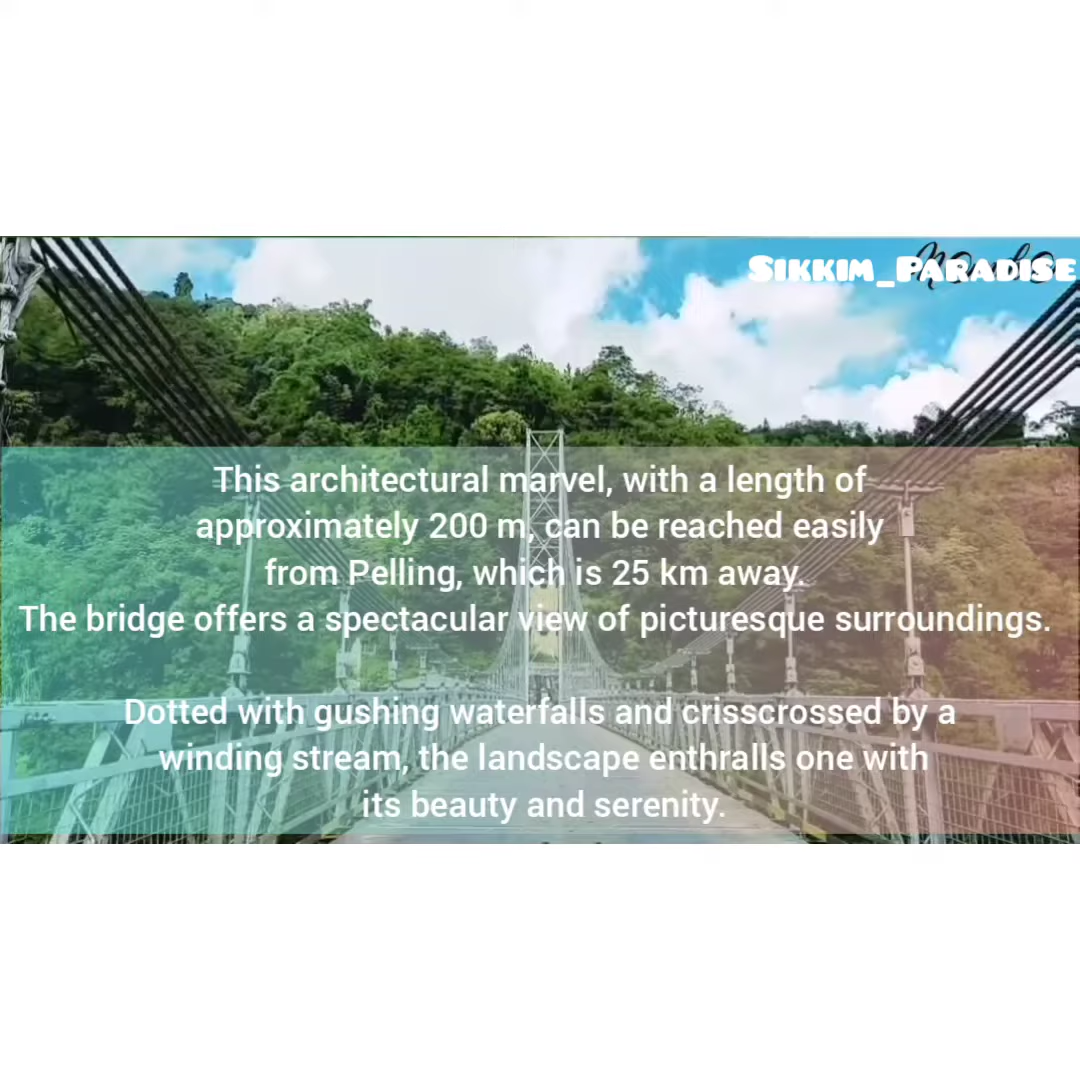 SIKKIM_PARADISE
This architectural marvel, with a length of
approximately 200 m, can be reached easily
from Pelling, which is 25 km away.
The bridge offers a spectacular view of picturesque surroundings.
Dotted with gushing waterfalls and crisscrossed by a
winding stream, the landscape enthralls one with
its beauty and serenity.